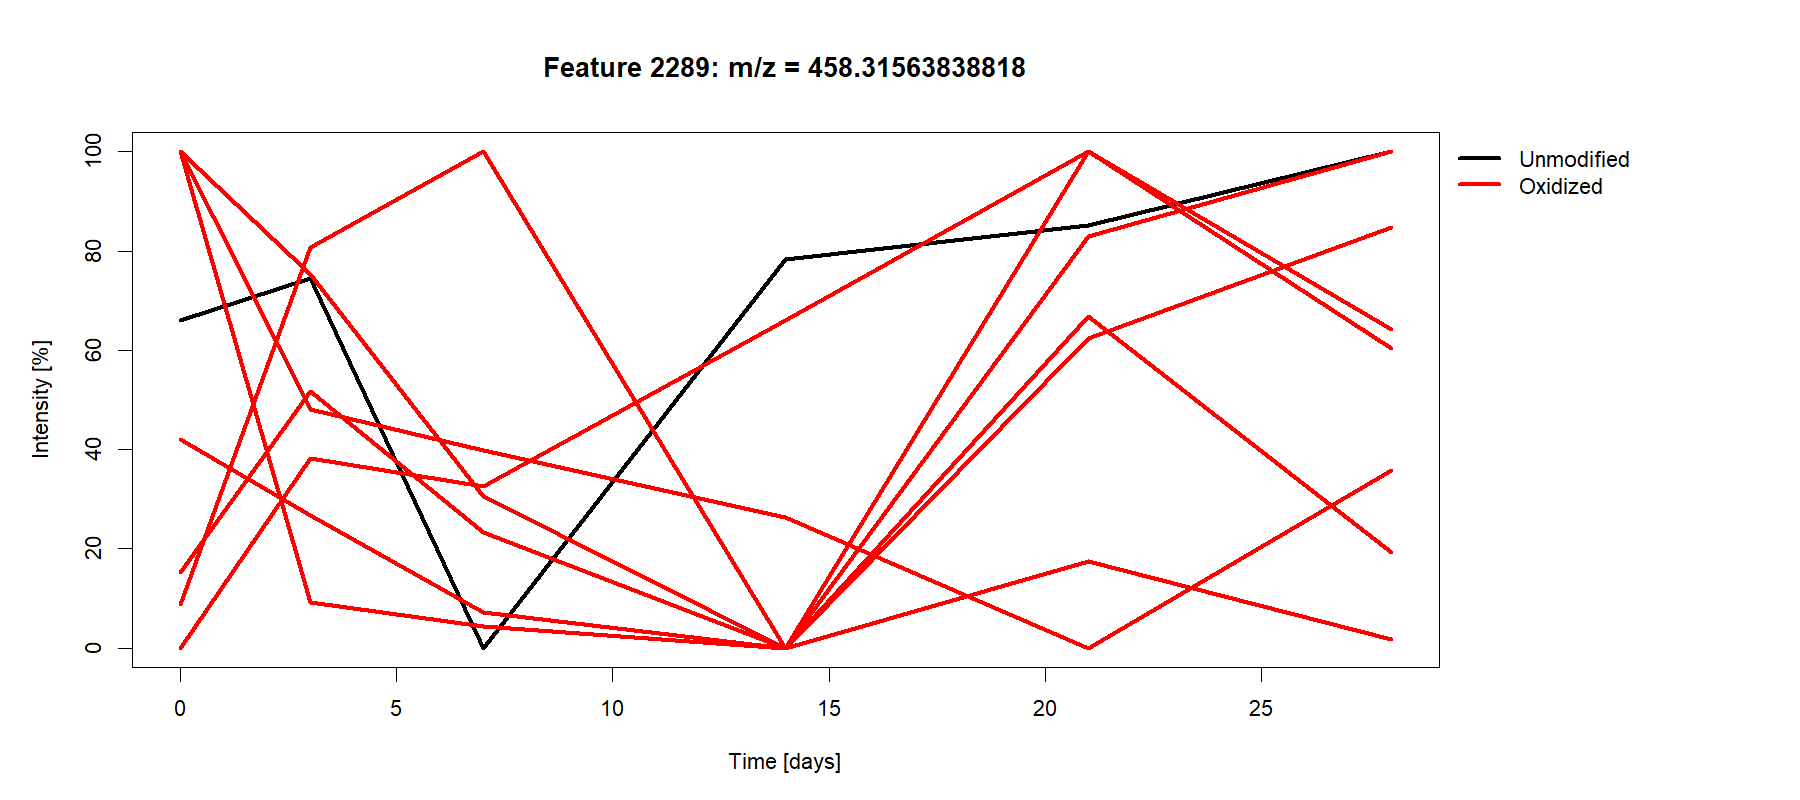 Feature 2289: m/z = 458.31563838818
Unmodified
Oxidized
Intensity [%]
100
80
60
40
20
0
0 5 10 15 20 25
Time [days]